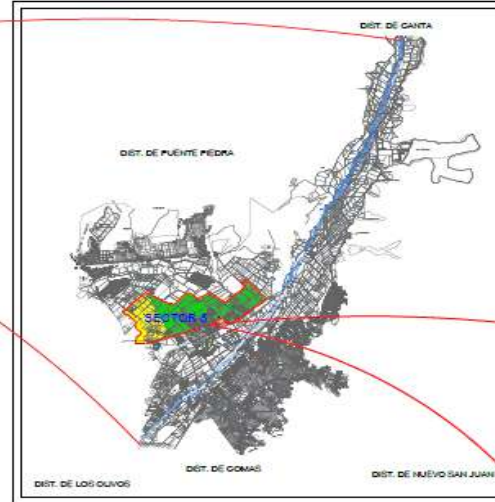 DIST. DE CANTA
DIST. DE PUENTE PIEDRA
SECTOR 5
DIST. DE COMAS
DIST. DE NUEVO SAN JUAN
DIST. DE LOS OLIVOS